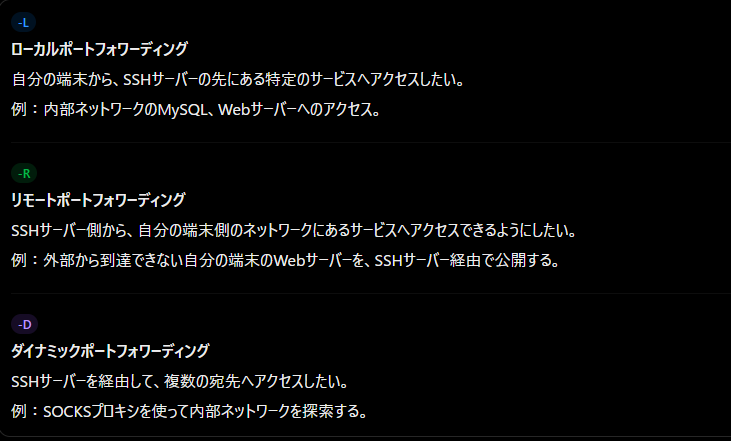 -L
ローカルポートフォワーディング
自分の端末から、SSHサーバーの先にある特定のサービスへアクセスしたい。
例：内部ネットワークのMySQL、Webサーバーへのアクセス。
-R
リモートポートフォワーディング
SSHサーバー側から、自分の端末側のネットワークにあるサービスへアクセスできるようにしたい。
例：外部から到達できない自分の端末のWebサーバーを、SSHサーバー経由で公開する。
-D
ダイナミックポートフォワーディング
SSHサーバーを経由して、複数の宛先へアクセスしたい。
例：SOCKSプロキシを使って内部ネットワークを探索する。